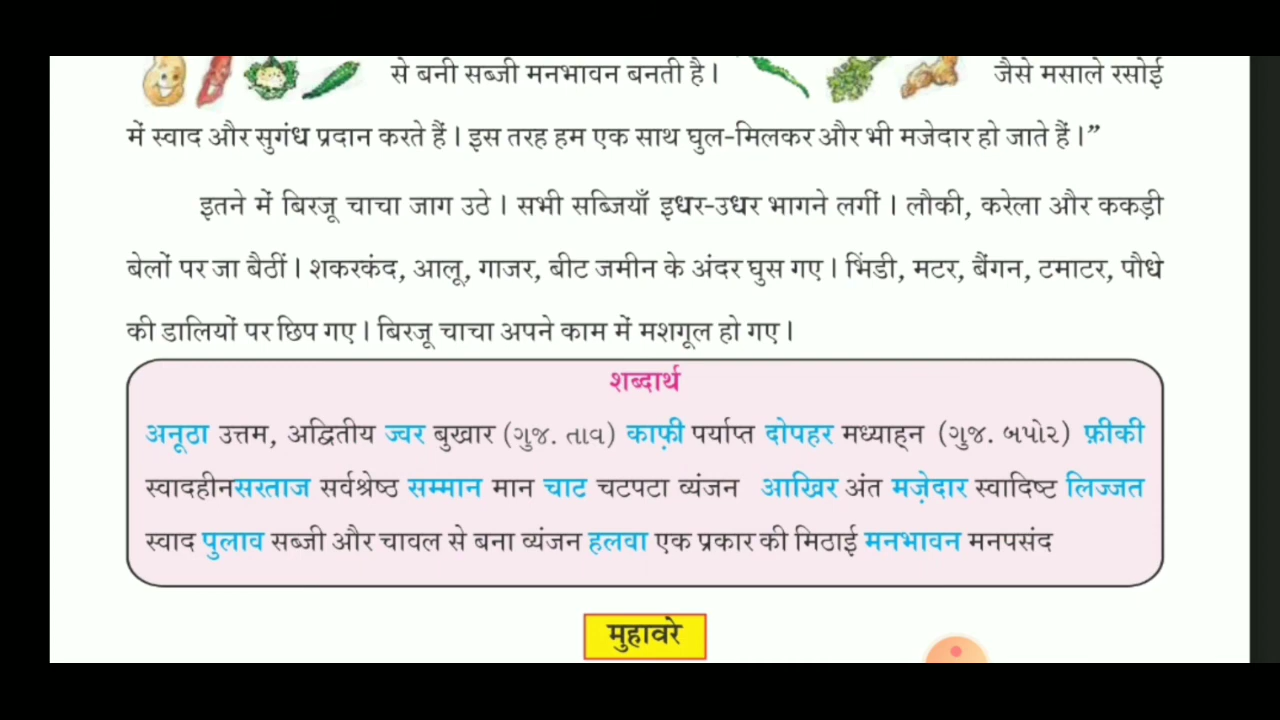 से बनी सब्जी मनभावन बनती है। जैसे मसाले रसोई
में स्वाद और सुगंध प्रदान करते हैं। इस तरह हम एक साथ घुल-मिलकर और भी मजेदार हो जाते हैं।”
इतने में बिरजू चाचा जाग उठे। सभी सब्जियाँ इधर-उधर भागने लगीं। लौकी, करेला और ककड़ी
बेलों पर जा बैठीं। शकरकंद, आलू, गाजर, बीट जमीन के अंदर घुस गए। भिंडी, मटर, बैंगन, टमाटर, पौधे
की डालियों पर छिप गए। बिरजू चाचा अपने काम में मशगूल हो गए।
शब्दार्थ
अनूठा उत्तम, अद्वितीय ज्वर बुखार (ગુજ. તાવ) काफ़ी पर्याप्त दोपहर मध्याह्न (ગુજ. બપોર) फ़ीकी
स्वादहीनसरताज सर्वश्रेष्ठ सम्मान मान चाट चटपटा व्यंजन आखिर अंत मज़ेदार स्वादिष्ट लिज्जत
स्वाद पुलाव सब्जी और चावल से बना व्यंजन हलवा एक प्रकार की मिठाई मनभावन मनपसंद
मुहावरे